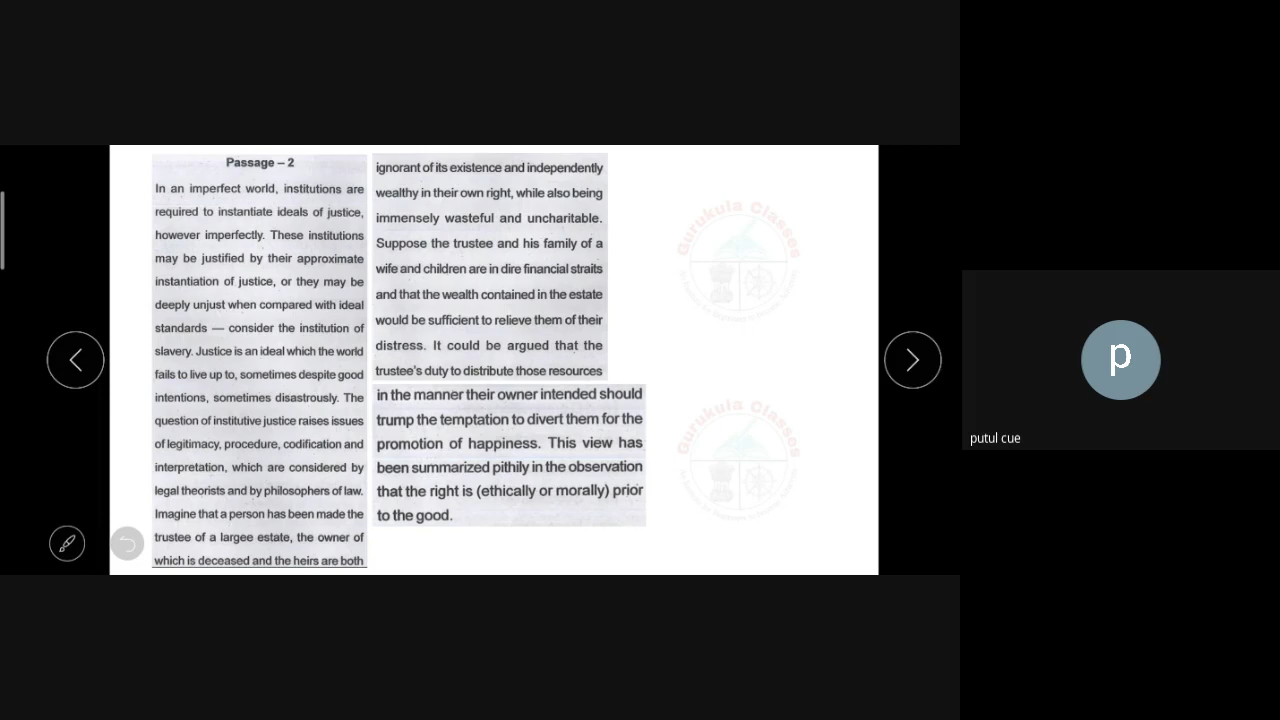 Passage – 2
In an imperfect world, institutions are
required to instantiate ideals of justice,
however imperfectly. These institutions
may be justified by their approximate
instantiation of justice, or they may be
deeply unjust when compared with ideal
standards — consider the institution of
slavery. Justice is an ideal which the world
fails to live up to, sometimes despite good
intentions, sometimes disastrously. The
question of institutive justice raises issues
of legitimacy, procedure, codification and
interpretation, which are considered by
legal theorists and by philosophers of law.
Imagine that a person has been made the
trustee of a largee estate, the owner of
which is deceased and the heirs are both
ignorant of its existence and independently
wealthy in their own right, while also being
immensely wasteful and uncharitable.
Suppose the trustee and his family of a
wife and children are in dire financial straits
and that the wealth contained in the estate
would be sufficient to relieve them of their
distress. It could be argued that the
trustee's duty to distribute those resources
in the manner their owner intended should
trump the temptation to divert them for the
promotion of happiness. This view has
been summarized pithily in the observation
that the right is (ethically or morally) prior
to the good.
Gurukula Classes
Gurukula Classes
p
putul cue